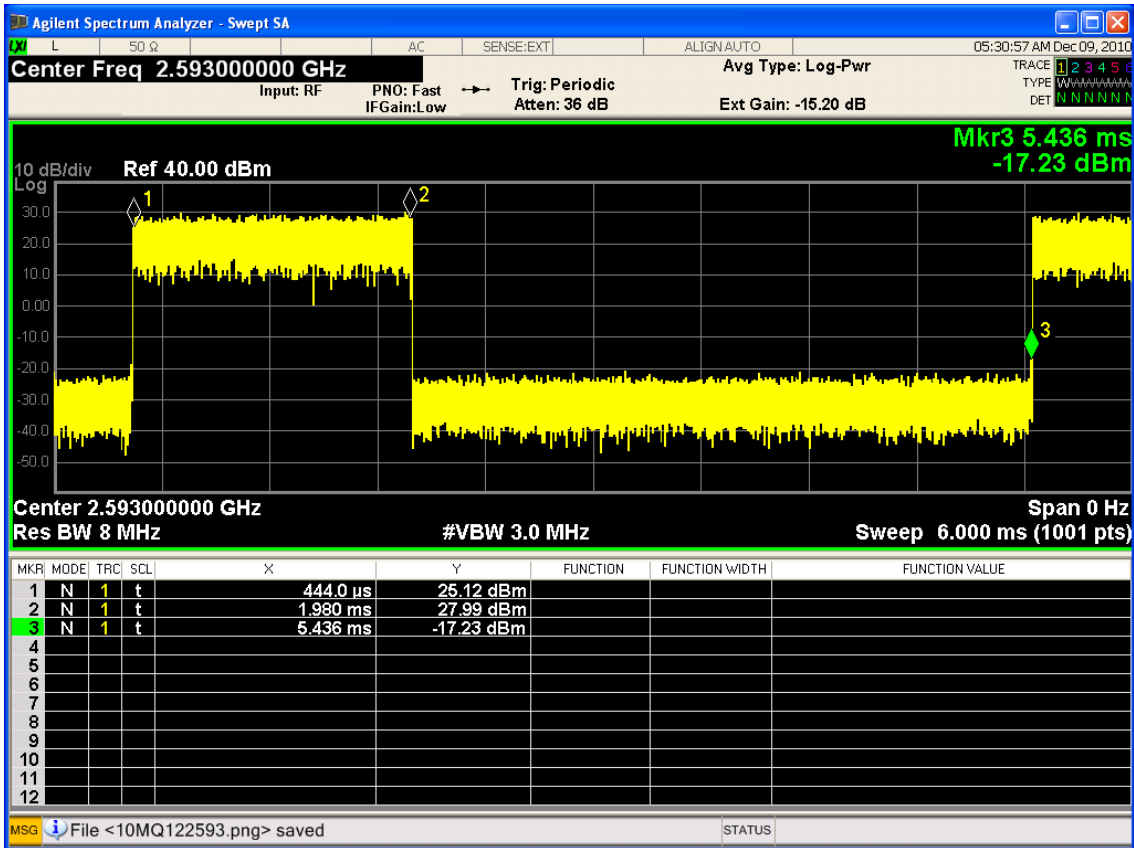 Agilent Spectrum Analyzer - Swept SA
LXI L 50 Ω AC SENSE:EXT ALIGN AUTO 05:30:57 AM Dec 09, 2010
Center Freq 2.593000000 GHz
Input: RF PNO: Fast Trig: Periodic Avg Type: Log-Pwr TRACE 1 2 3 4 5 6
IFGain:Low Atten: 36 dB Ext Gain: -15.20 dB TYPE WWWWWW
DET N N N N N N
Mkr3 5.436 ms
10 dB/div Ref 40.00 dBm -17.23 dBm
Log
30.0
20.0
10.0
0.00
-10.0
-20.0
-30.0
-40.0
-50.0
1
2
3
Center 2.593000000 GHz Span 0 Hz
Res BW 8 MHz #VBW 3.0 MHz Sweep 6.000 ms (1001 pts)
MKR MODE TRC SCL X Y FUNCTION FUNCTION WIDTH FUNCTION VALUE
1 N 1 t 444.0 µs 25.12 dBm
2 N 1 t 1.980 ms 27.99 dBm
3 N 1 t 5.436 ms -17.23 dBm
4
5
6
7
8
9
10
11
12
MSG File <10MQ122593.png> saved STATUS